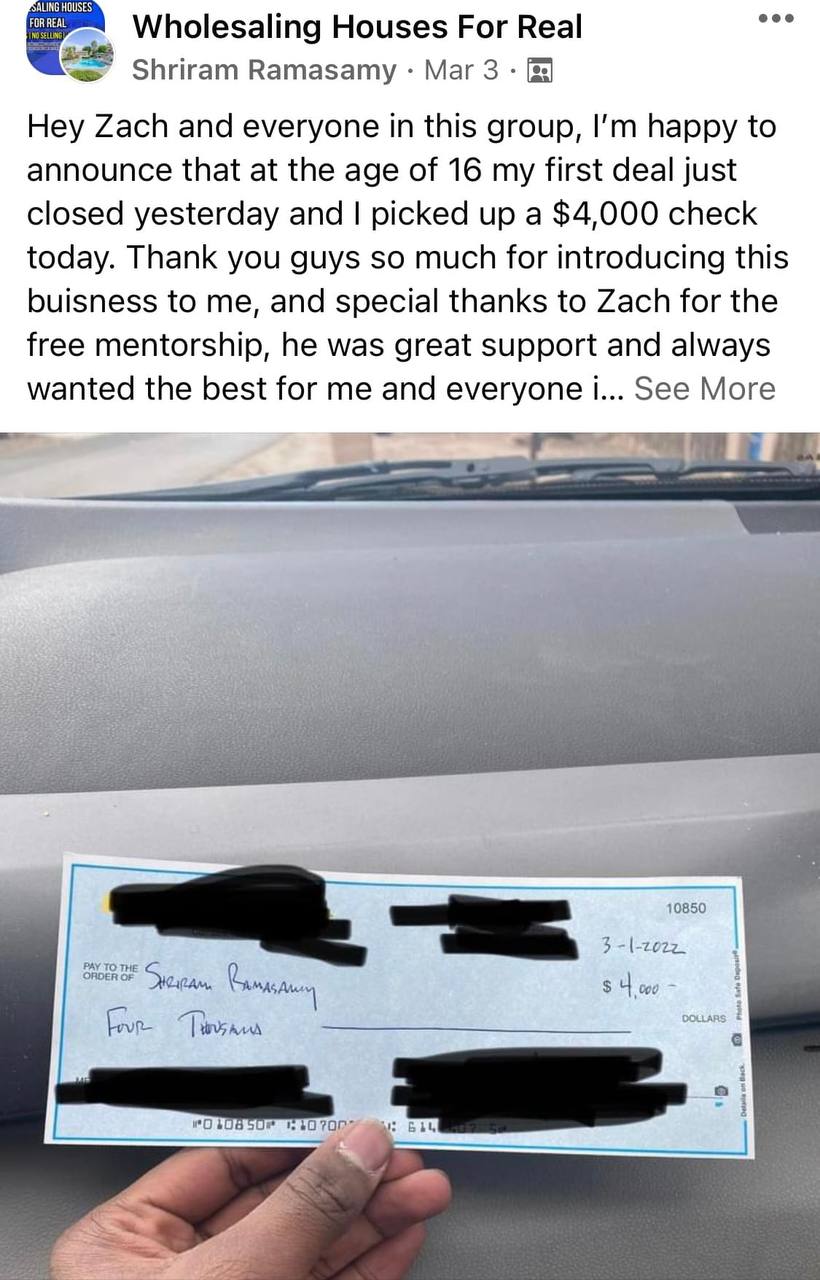 SALING HOUSES
FOR REAL
NO SELLING
Wholesaling Houses For Real
Shriram Ramasamy · Mar 3 ·
Hey Zach and everyone in this group, I'm happy to
announce that at the age of 16 my first deal just
closed yesterday and I picked up a $4,000 check
today. Thank you guys so much for introducing this
buisness to me, and special thanks to Zach for the
free mentorship, he was great support and always
wanted the best for me and everyone i... See More
10850
3-1-2022
PAY TO THE
ORDER OF Shriram Ramasamy
$ 4,000 -
Four Thousand
DOLLARS
Photo Safe Deposit®
Details on Back.